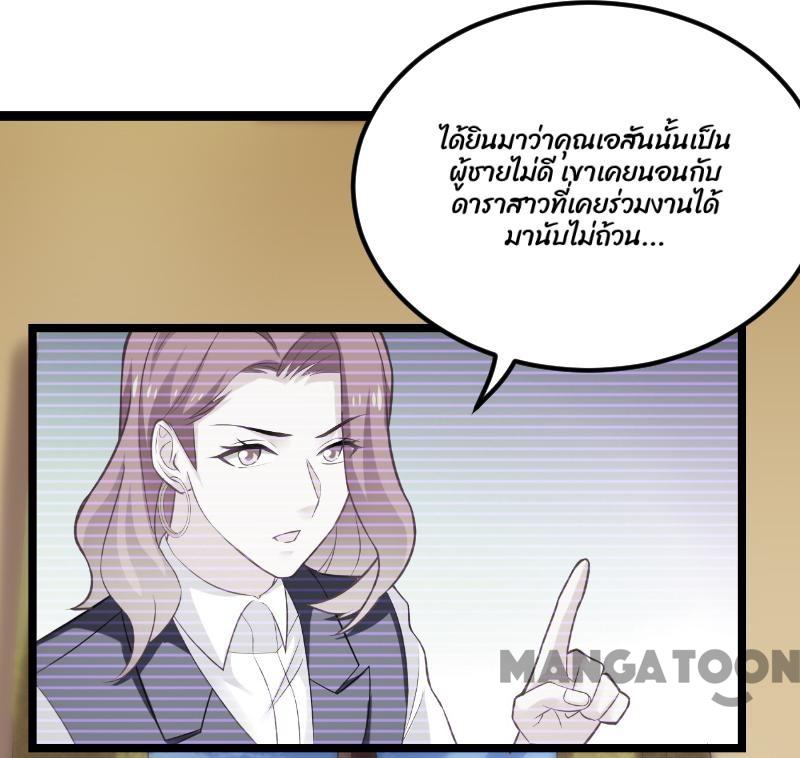 ได้ยินมาว่าคุณเอสันนั้นเป็น
ผู้ชายไม่ดี เขาเคยนอนกับ
ดาราสาวที่เคยร่วมงานได้
มานับไม่ถ้วน...
MANGATOON